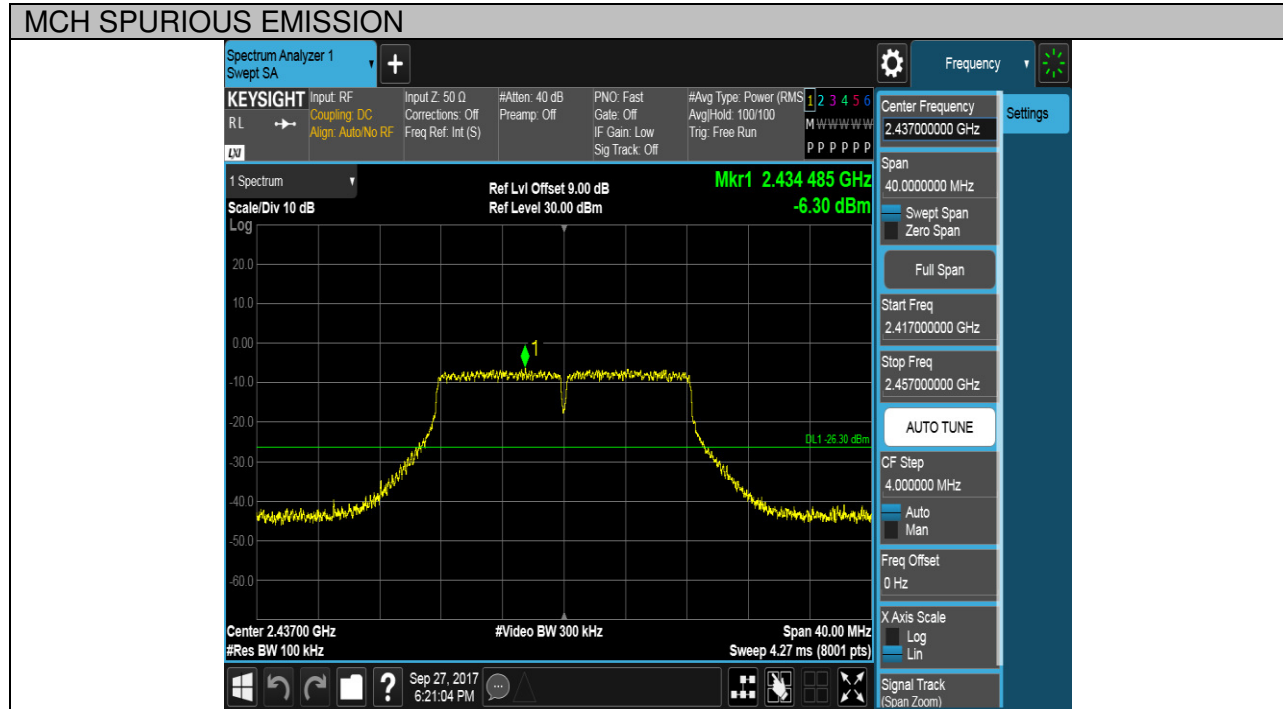 MCH SPURIOUS EMISSION
Spectrum Analyzer 1
Swept SA
+
Frequency
KEYSIGHT
RL
LXI
Input: RF
Coupling: DC
Align: Auto/No RF
Input Z: 50 Ω
Corrections: Off
Freq Ref: Int (S)
#Atten: 40 dB
Preamp: Off
PNO: Fast
Gate: Off
IF Gain: Low
Sig Track: Off
#Avg Type: Power (RMS
Avg|Hold: 100/100
Trig: Free Run
1 2 3 4 5 6
M W W W W W
P P P P P P
Center Frequency
2.437000000 GHz
Settings
1 Spectrum
Scale/Div 10 dB
Ref Lvl Offset 9.00 dB
Ref Level 30.00 dBm
Mkr1 2.434 485 GHz
-6.30 dBm
Span
40.0000000 MHz
Swept Span
Zero Span
Full Span
Start Freq
2.417000000 GHz
Stop Freq
2.457000000 GHz
AUTO TUNE
CF Step
4.000000 MHz
Auto
Man
Freq Offset
0 Hz
X Axis Scale
Log
Lin
Signal Track
(Span Zoom)
Log
20.0
10.0
0.00
-10.0
-20.0
-30.0
-40.0
-50.0
-60.0
1
DL1 -26.30 dBm
Center 2.43700 GHz
#Res BW 100 kHz
#Video BW 300 kHz
Span 40.00 MHz
Sweep 4.27 ms (8001 pts)
?
Sep 27, 2017
6:21:04 PM